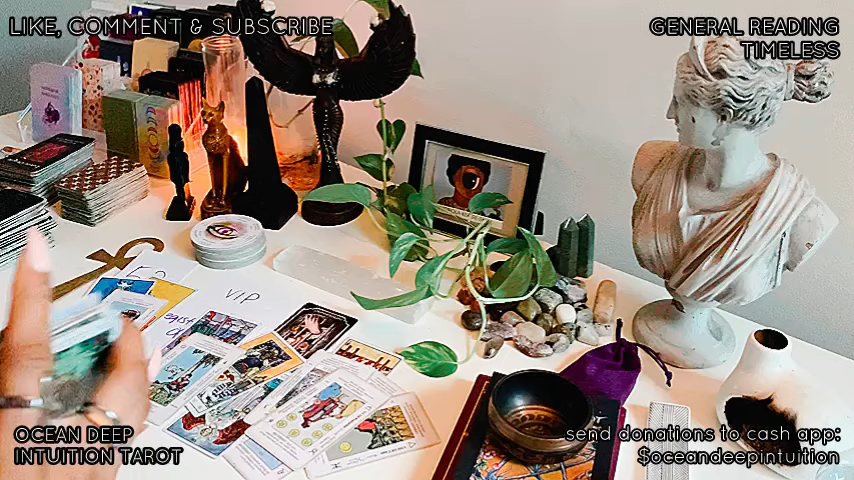 LIKE, COMMENT & SUBSCRIBE
GENERAL READING
TIMELESS
VIP
OCEAN DEEP
INTUITION TAROT
send donations to cash app:
$oceandeepintuition